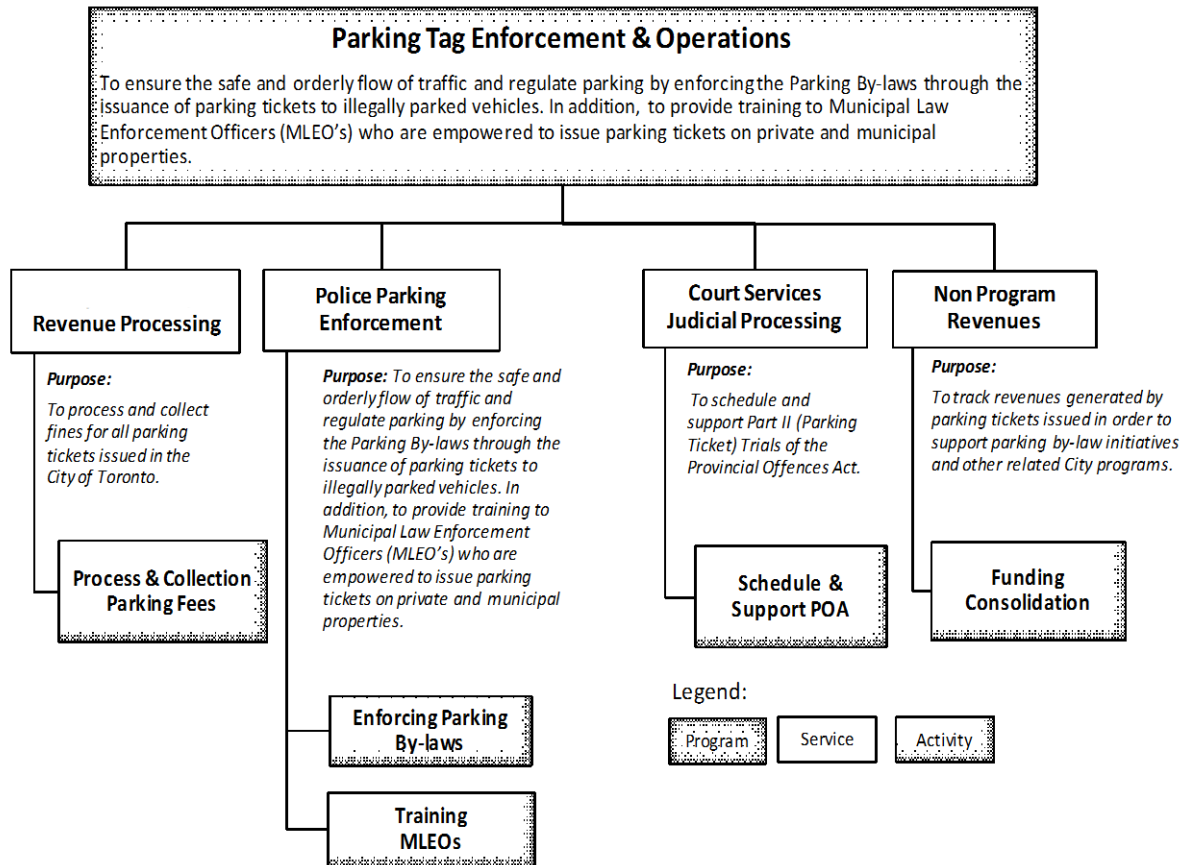 Parking Tag Enforcement & Operations
To ensure the safe and orderly flow of traffic and regulate parking by enforcing the Parking By-laws through the
issuance of parking tickets to illegally parked vehicles. In addition, to provide training to Municipal Law
Enforcement Officers (MLEO's) who are empowered to issue parking tickets on private and municipal
properties.
Revenue Processing
Purpose:
To process and collect
fines for all parking
tickets issued in the
City of Toronto.
Process & Collection
Parking Fees
Police Parking
Enforcement
Purpose: To ensure the safe and
orderly flow of traffic and
regulate parking by enforcing
the Parking By-laws through the
issuance of parking tickets to
illegally parked vehicles. In
addition, to provide training to
Municipal Law Enforcement
Officers (MLEO's) who are
empowered to issue parking
tickets on private and municipal
properties.
Enforcing Parking
By-laws
Training
MLEOs
Court Services
Judicial Processing
Purpose:
To schedule and
support Part II (Parking
Ticket) Trials of the
Provincial Offences Act.
Schedule &
Support POA
Non Program
Revenues
Purpose:
To track revenues generated by
parking tickets issued in order to
support parking by-law initiatives
and other related City programs.
Funding
Consolidation
Legend:
Program
Service
Activity